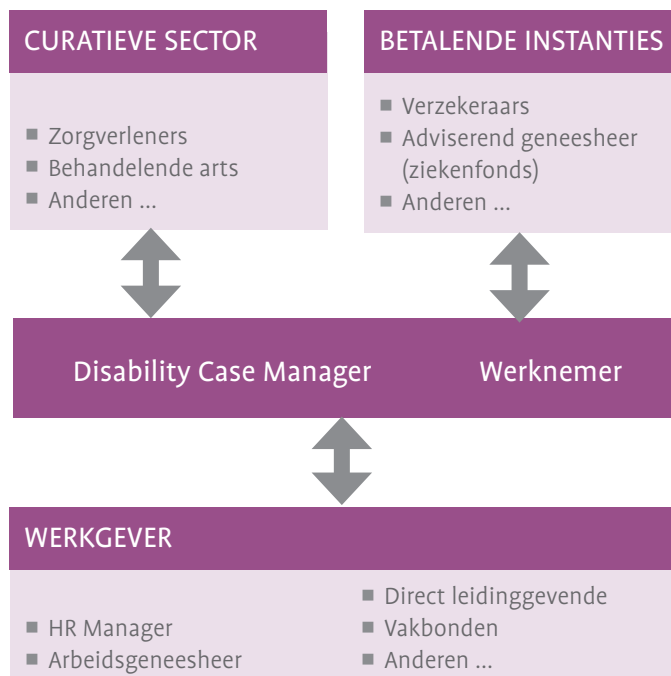 CURATIEVE SECTOR
■ Zorgverleners
■ Behandelende arts
■ Anderen ...
BETALENDE INSTANTIES
■ Verzekeraars
■ Adviserend geneesheer
(ziekenfonds)
■ Anderen ...
Disability Case Manager
Werknemer
WERKGEVER
■ HR Manager
■ Arbeidsgeneesheer
■ Direct leidinggevende
■ Vakbonden
■ Anderen ...